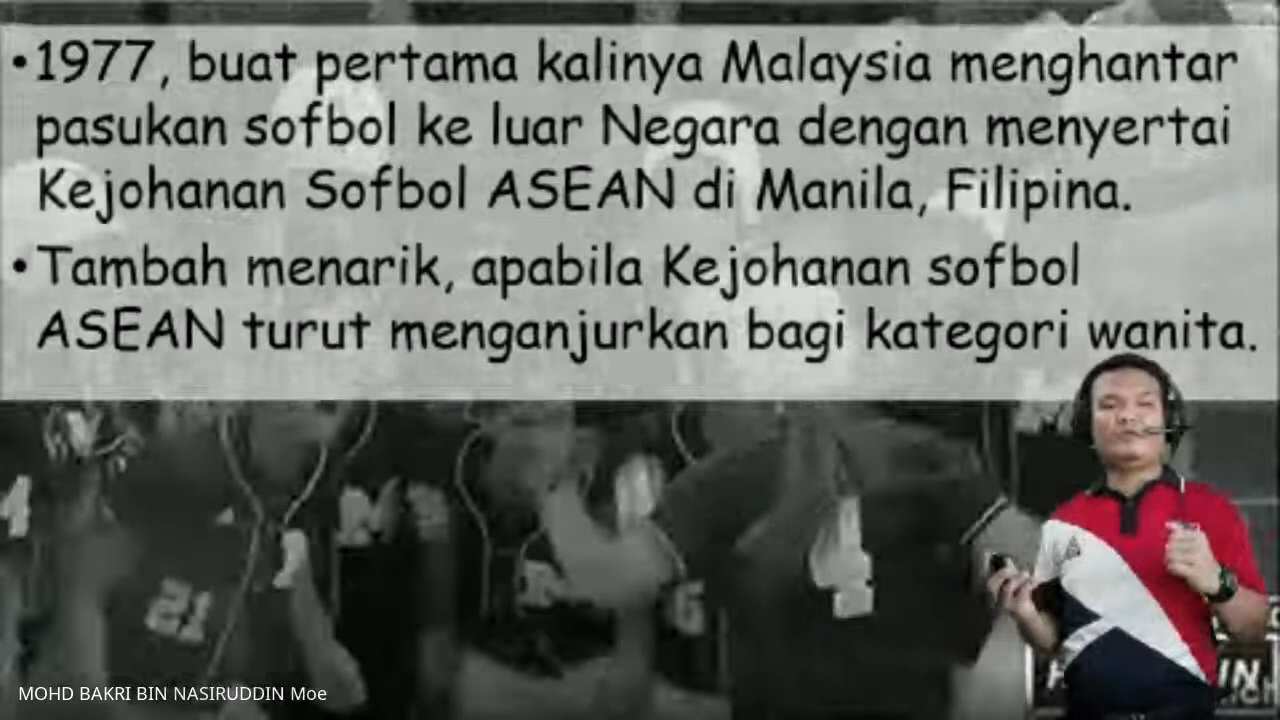 •1977, buat pertama kalinya Malaysia menghantar
pasukan sofbol ke luar Negara dengan menyertai
Kejohanan Sofbol ASEAN di Manila, Filipina.
•Tambah menarik, apabila Kejohanan sofbol
ASEAN turut menganjurkan bagi kategori wanita.
21
MOHD BAKRI BIN NASIRUDDIN Moe